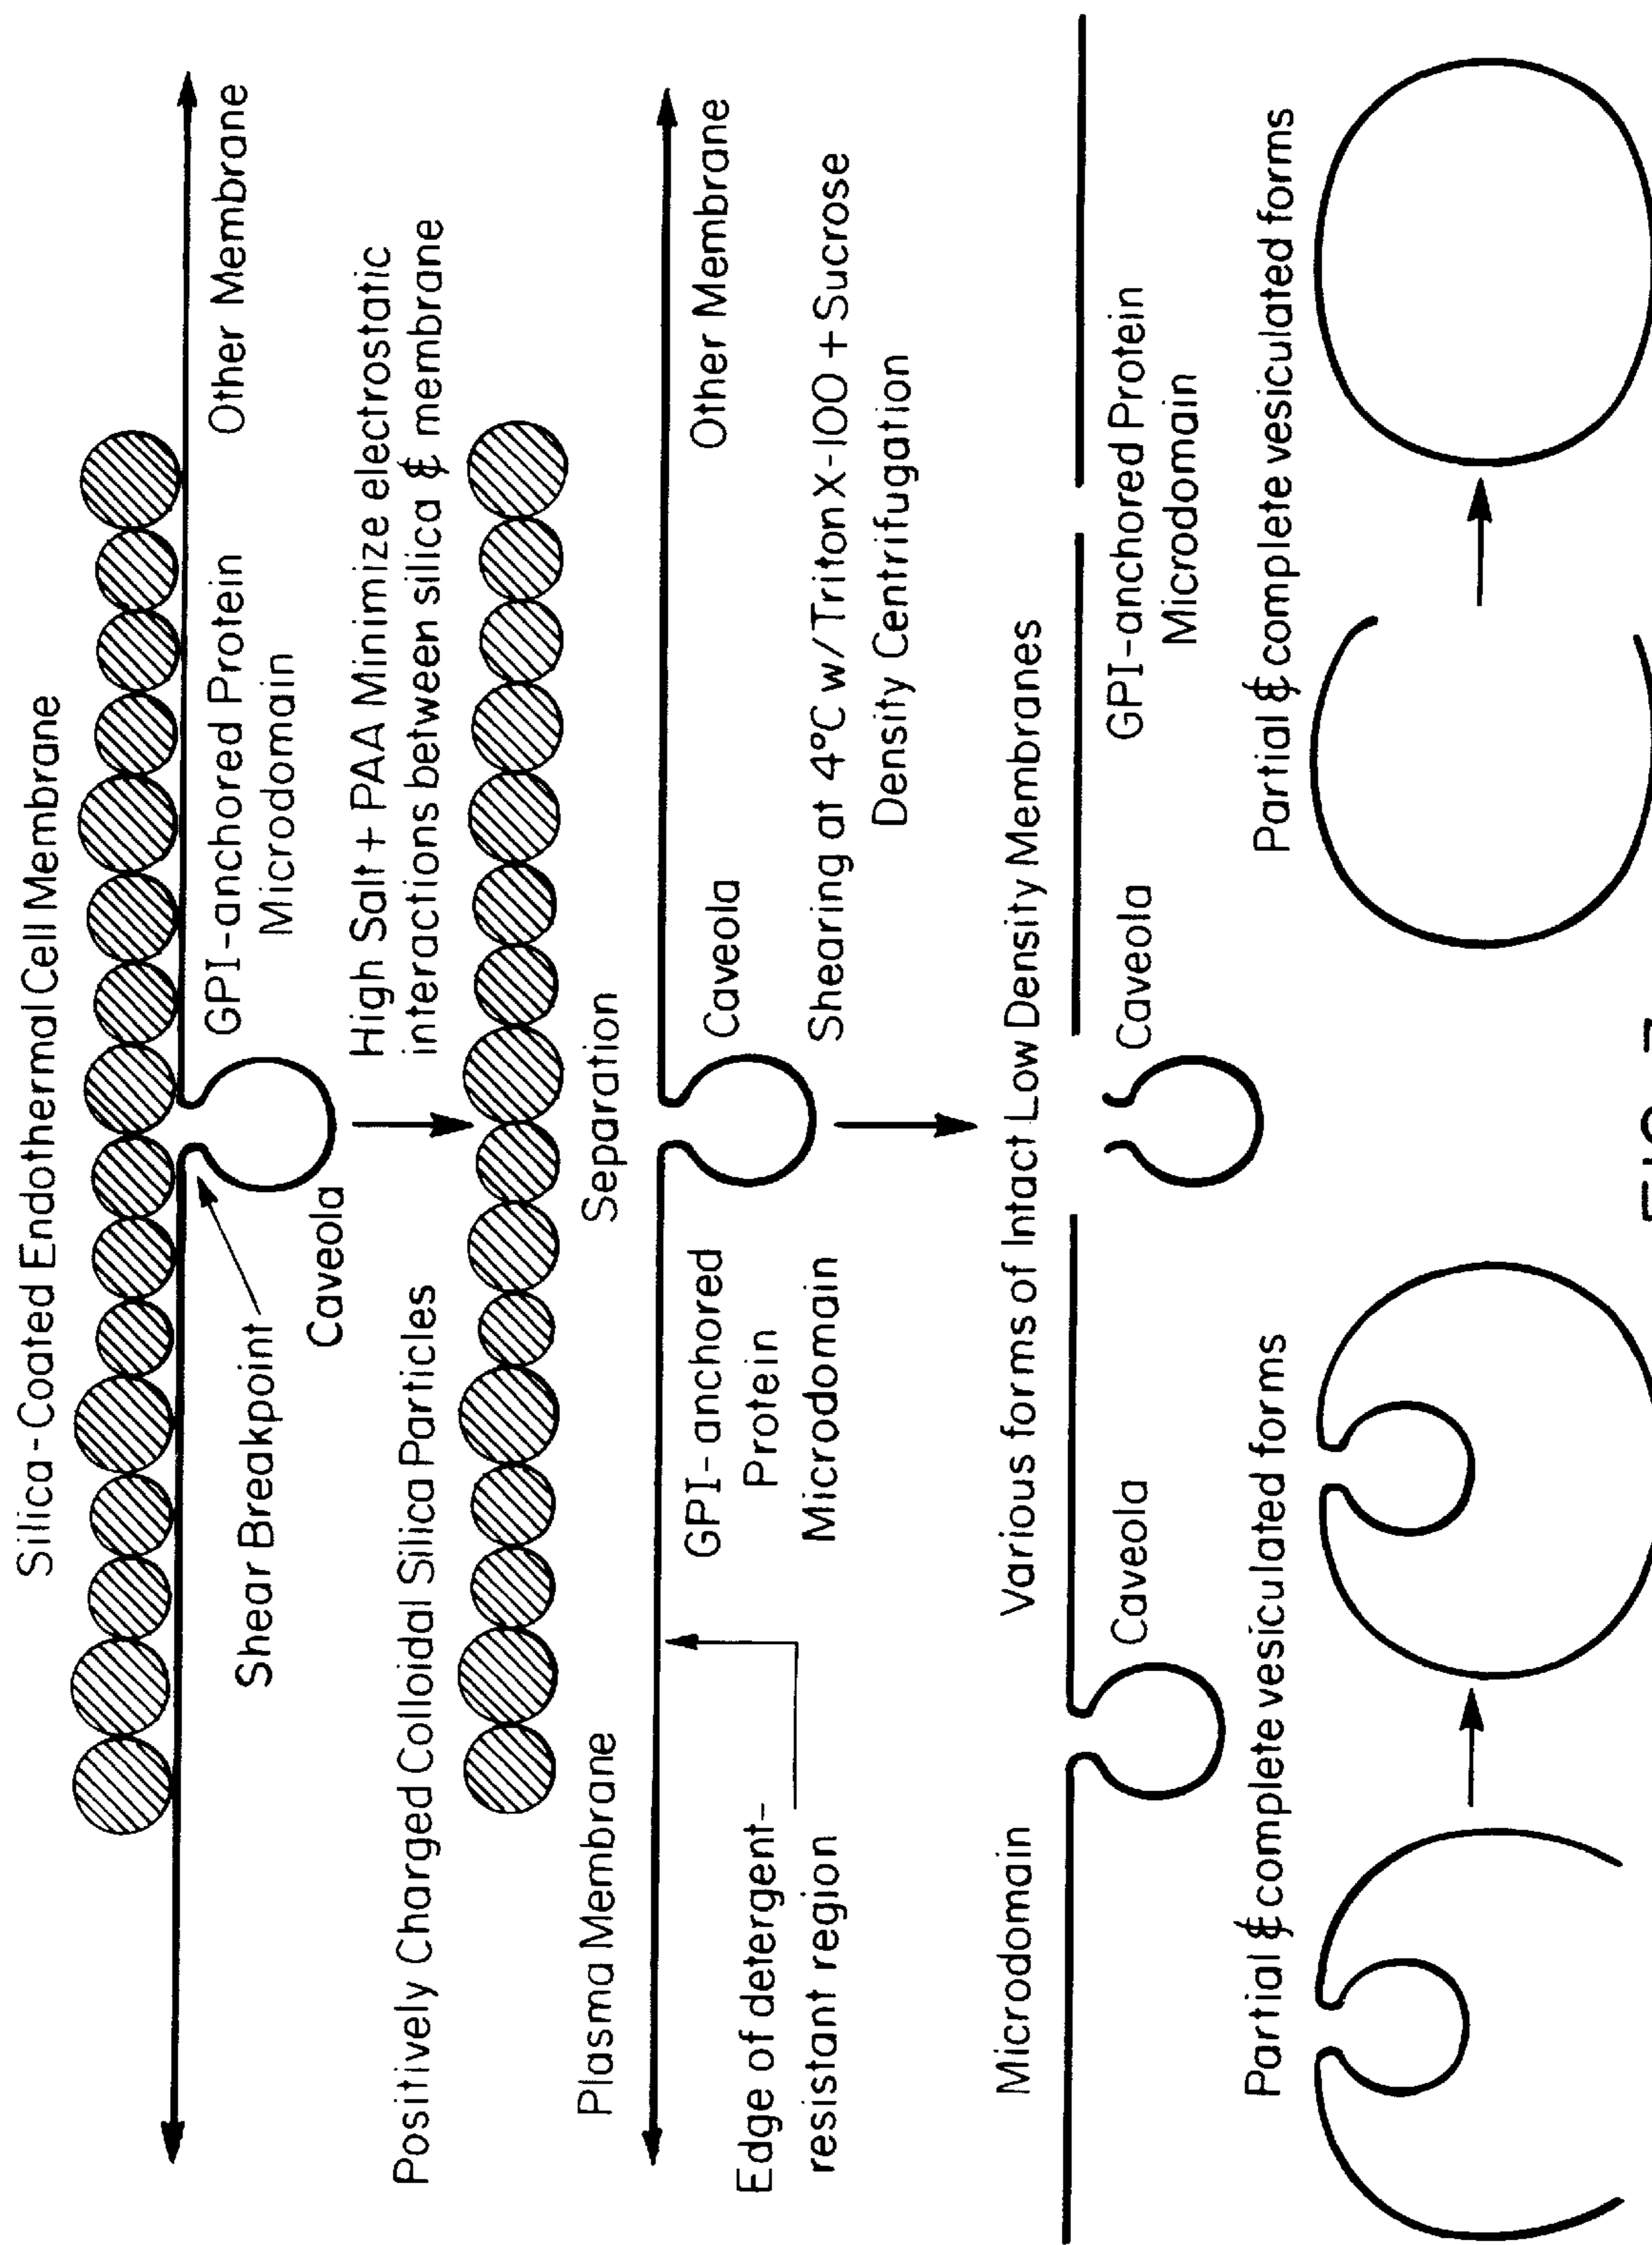 Silica-Coated Endothermal Cell Membrane
Other Membrane
GPI-anchored Protein
Microdomain
Shear Breakpoint
Caveola
High Salt + PAA Minimize electrostatic
interactions between silica & membrane
Positively Charged Colloidal Silica Particles
Separation
Plasma Membrane
Other Membrane
Caveola
GPI-anchored
Protein
Microdomain
Edge of detergent-
resistant region
Shearing at 4°C w/Triton X-100 + Sucrose
Density Centrifugation
Various forms of Intact Low Density Membranes
Microdomain
Caveola
Caveola
GPI-anchored Protein
Microdomain
Partial & complete vesiculated forms
Partial & complete vesiculated forms